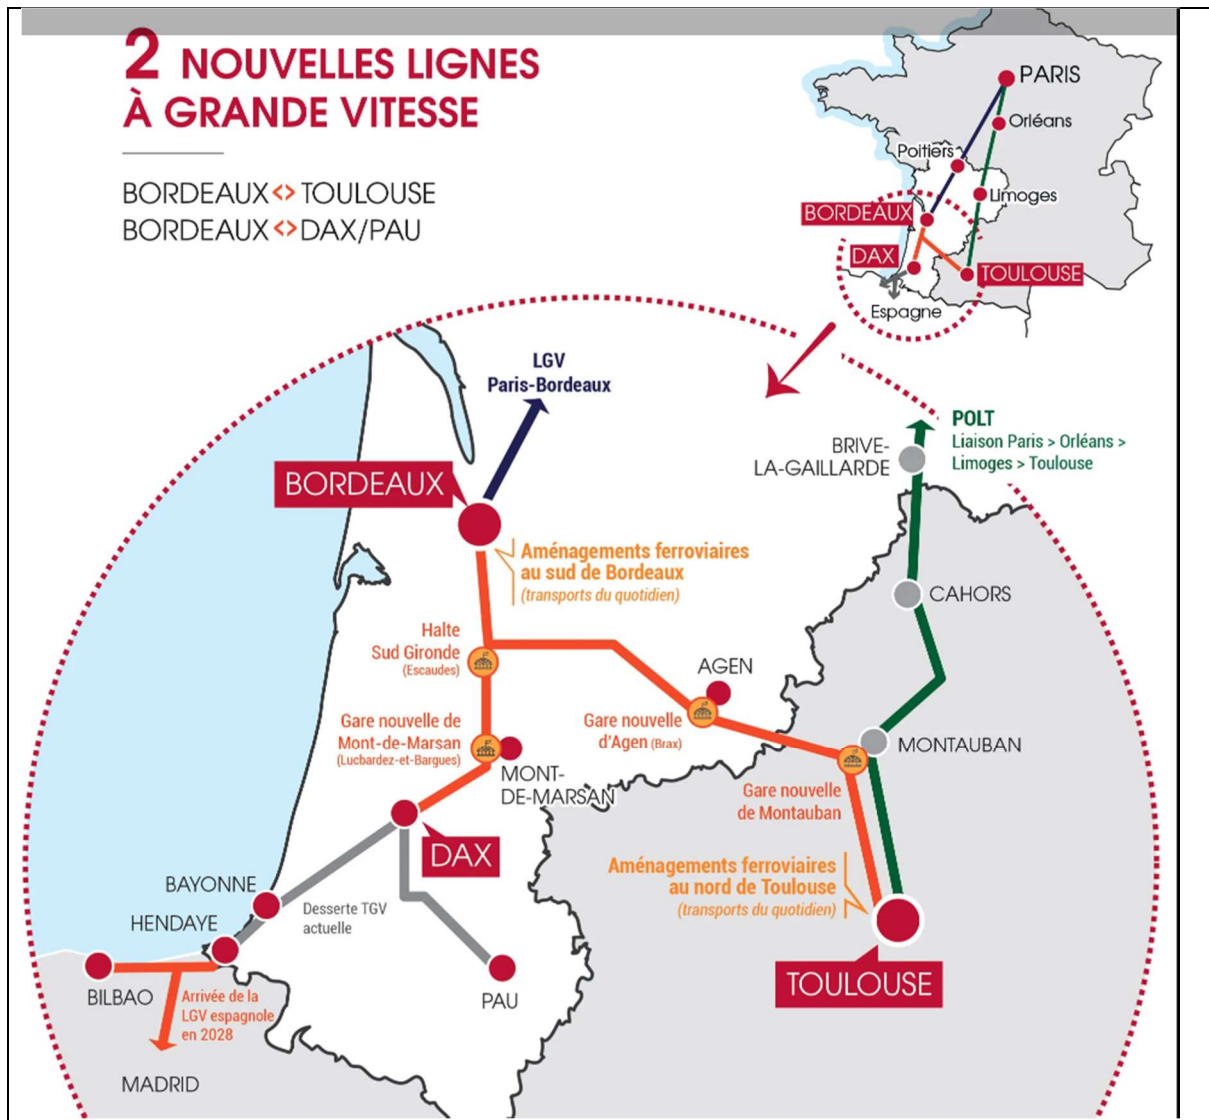 2 NOUVELLES LIGNES
À GRANDE VITESSE
BORDEAUX <> TOULOUSE
BORDEAUX <> DAX/PAU
PARIS
Orléans
Poitiers
Limoges
BORDEAUX
DAX
TOULOUSE
Espagne
LGV
Paris-Bordeaux
POLT
Liaison Paris > Orléans >
Limoges > Toulouse
BRIVE-
LA-GAILLARDE
BORDEAUX
Aménagements ferroviaires
au sud de Bordeaux
(transports du quotidien)
CAHORS
Halte
Sud Gironde
(Escaudes)
AGEN
Gare nouvelle
d'Agen (Brax)
Gare nouvelle de
Mont-de-Marsan
(Lucbardez-et-Bargues)
MONT-
DE-MARSAN
MONTAUBAN
Gare nouvelle
de Montauban
DAX
Aménagements ferroviaires
au nord de Toulouse
(transports du quotidien)
BAYONNE
HENDAYE
Desserte TGV
actuelle
TOULOUSE
BILBAO
Arrivée de la
LGV espagnole
en 2028
PAU
MADRID